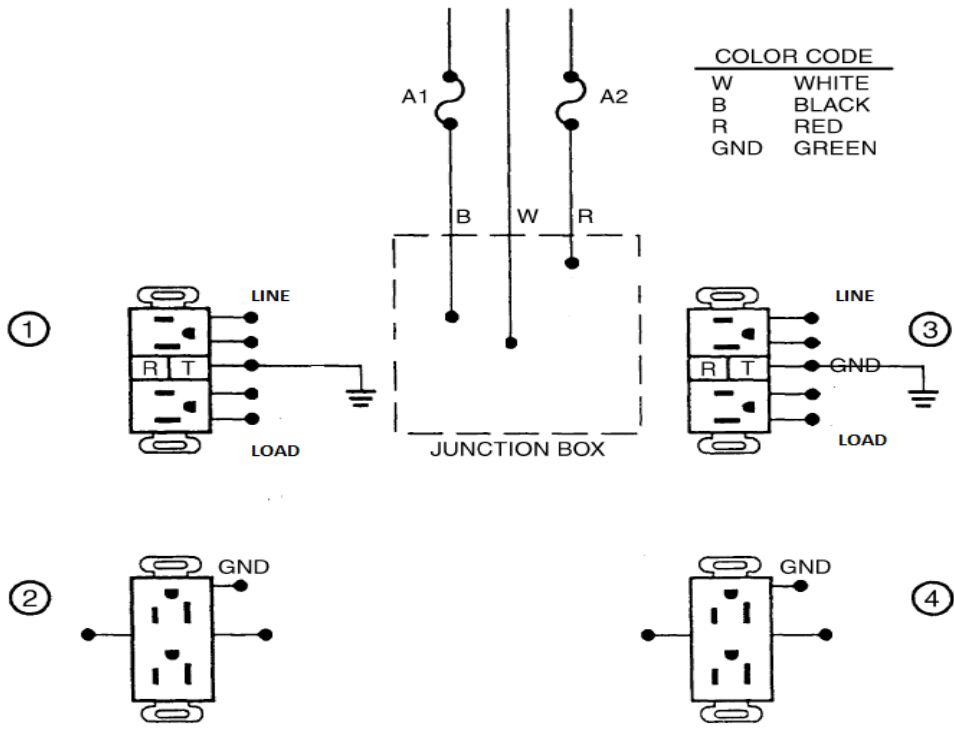 COLOR CODE
W WHITE
B BLACK
R RED
GND GREEN
A1
A2
B
W
R
1
LINE
R T
LOAD
JUNCTION BOX
LINE
3
R T
GND
LOAD
2
GND
GND
4